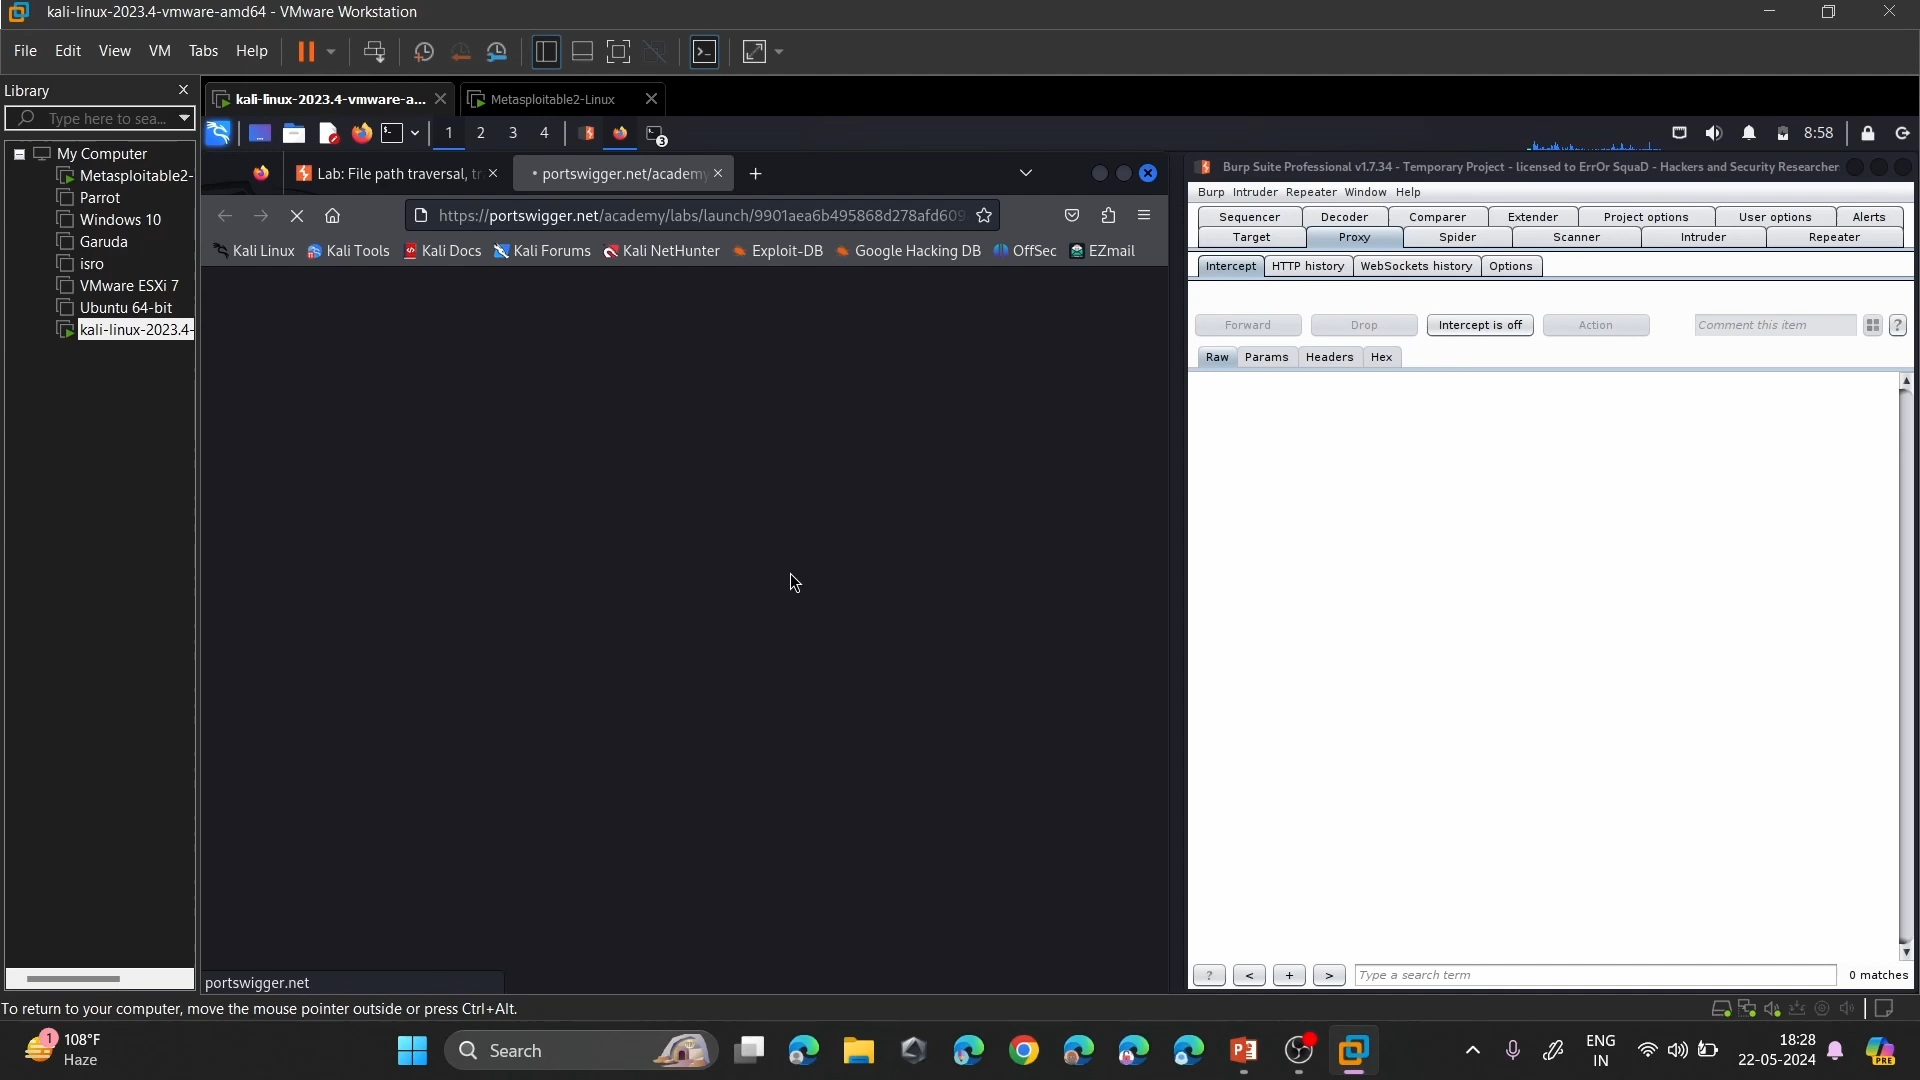 kali-linux-2023.4-vmware-amd64 - VMware Workstation
File Edit View VM Tabs Help
Library
Type here to sea...
My Computer
Metasploitable2-
Parrot
Windows 10
Garuda
isro
VMware ESXi 7
Ubuntu 64-bit
kali-linux-2023.4-
kali-linux-2023.4-vmware-a... Metasploitable2-Linux
1 2 3 4 3 8:58
Lab: File path traversal, tr portswigger.net/academy
https://portswigger.net/academy/labs/launch/9901aea6b495868d278afd609
Kali Linux Kali Tools Kali Docs Kali Forums Kali NetHunter Exploit-DB Google Hacking DB OffSec EZmail
portswigger.net
Burp Suite Professional v1.7.34 - Temporary Project - licensed to ErrOr SquaD - Hackers and Security Researcher
Burp Intruder Repeater Window Help
Sequencer Decoder Comparer Extender Project options User options Alerts
Target Proxy Spider Scanner Intruder Repeater
Intercept HTTP history WebSockets history Options
Forward Drop Intercept is off Action Comment this item ?
Raw Params Headers Hex
? < + > Type a search term 0 matches
To return to your computer, move the mouse pointer outside or press Ctrl+Alt.
1 108°F
Haze
Search
ENG
IN
18:28
22-05-2024
PRE